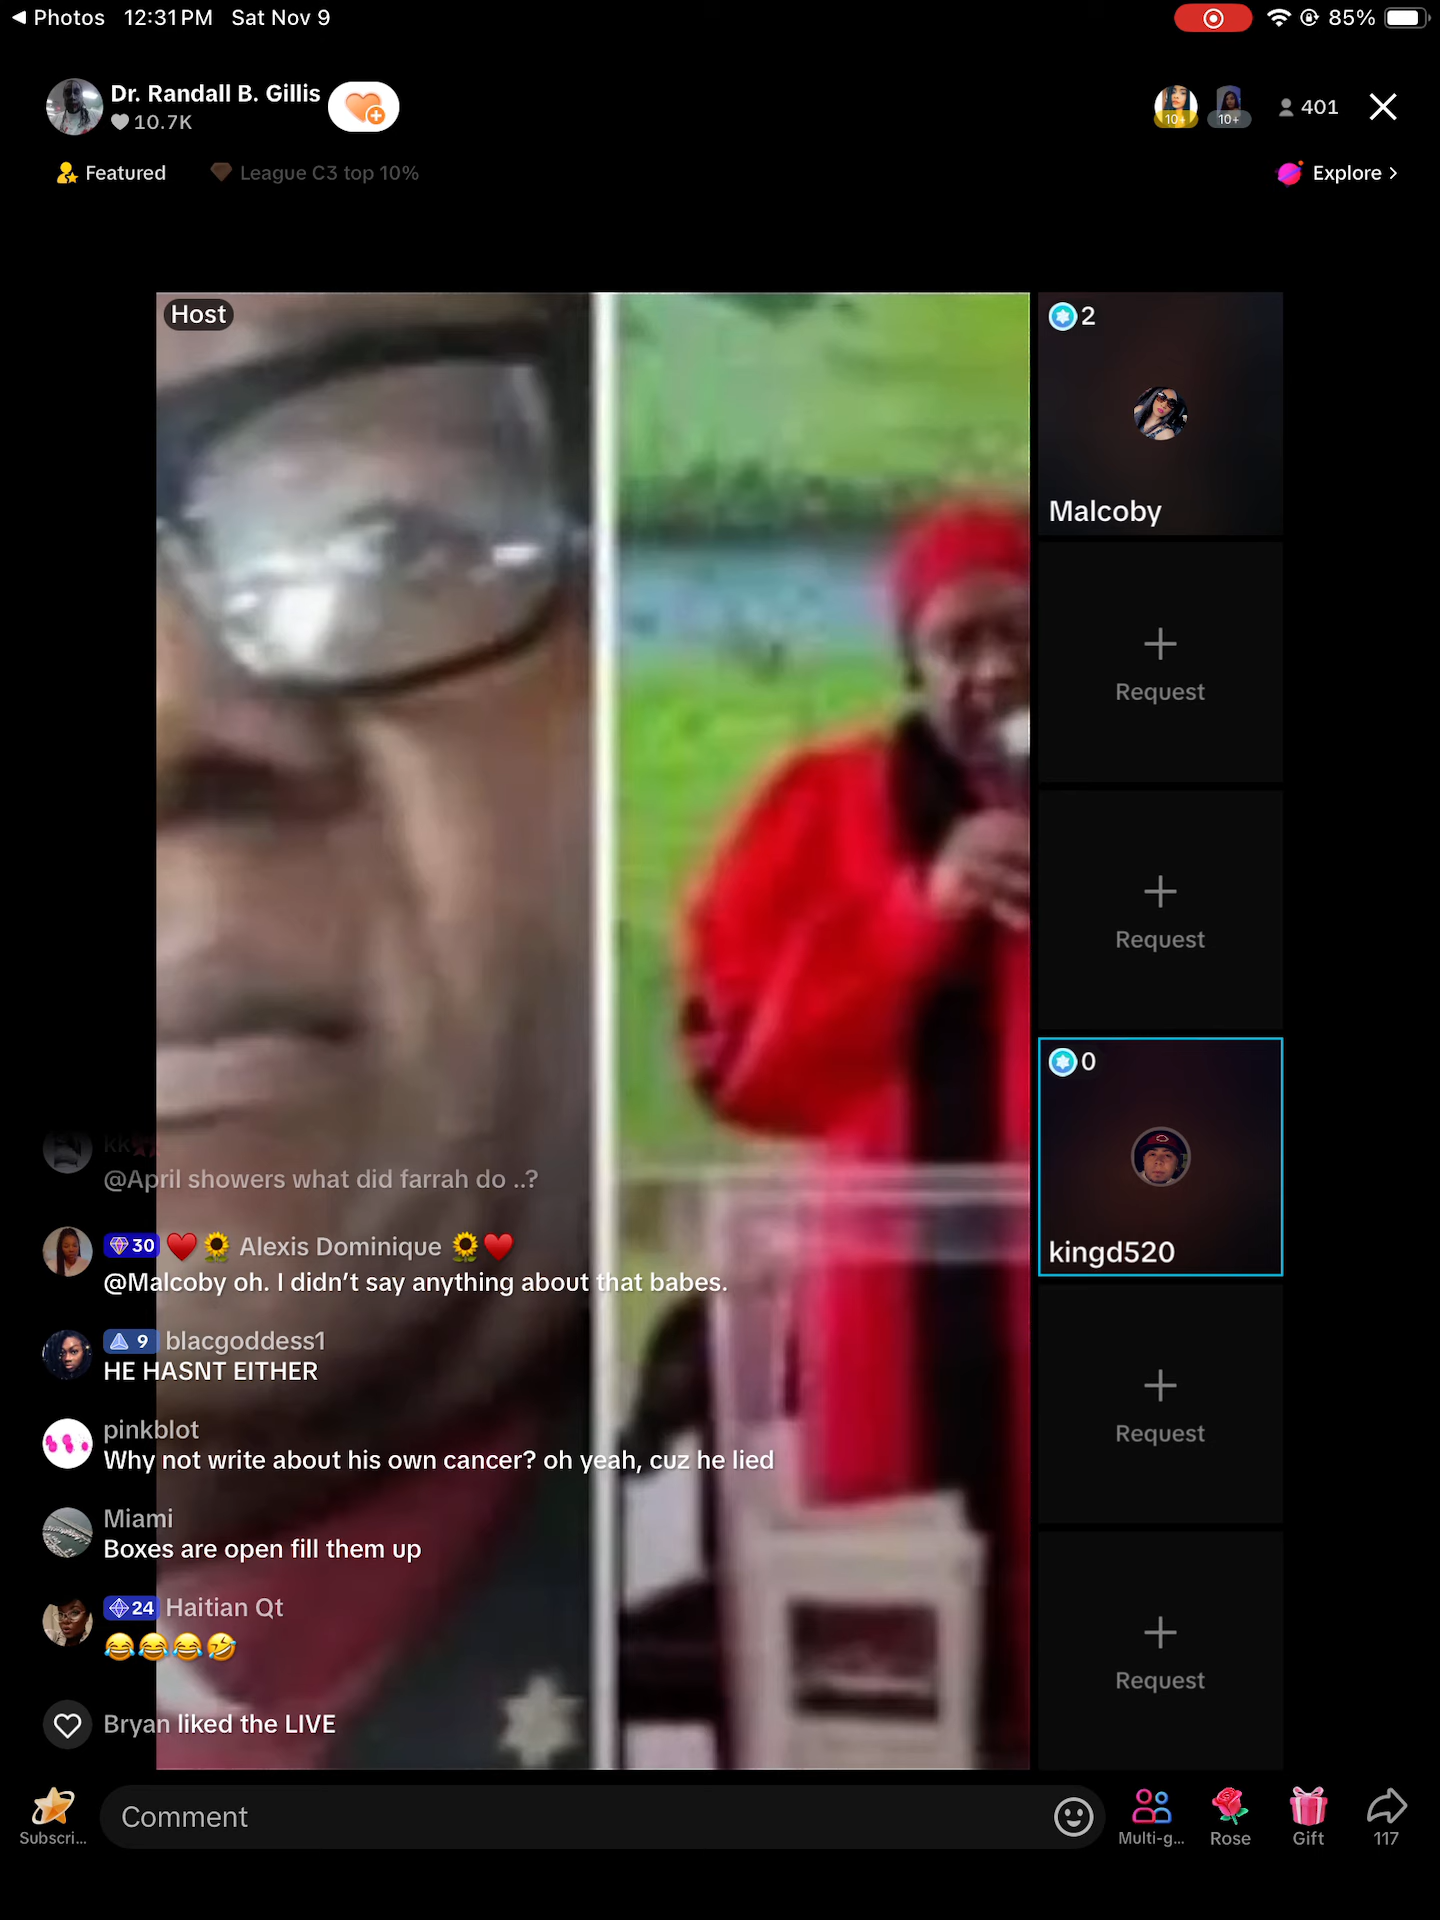 Photos 12:31 PM Sat Nov 9 85%
Dr. Randall B. Gillis
10.7K
10+ 10+ 401
Featured League C3 top 10% Explore
Host
2
Malcoby
Request
Request
0
kingd520
Request
Request
kk
@April showers what did farrah do ..?
30 Alexis Dominique
@Malcoby oh. I didn’t say anything about that babes.
9 blacgoddess1
HE HASNT EITHER
pinkblot
Why not write about his own cancer? oh yeah, cuz he lied
Miami
Boxes are open fill them up
24 Haitian Qt
😂😂😂🤣
Bryan liked the LIVE
Subscri... Comment Multi-g... Rose Gift 117